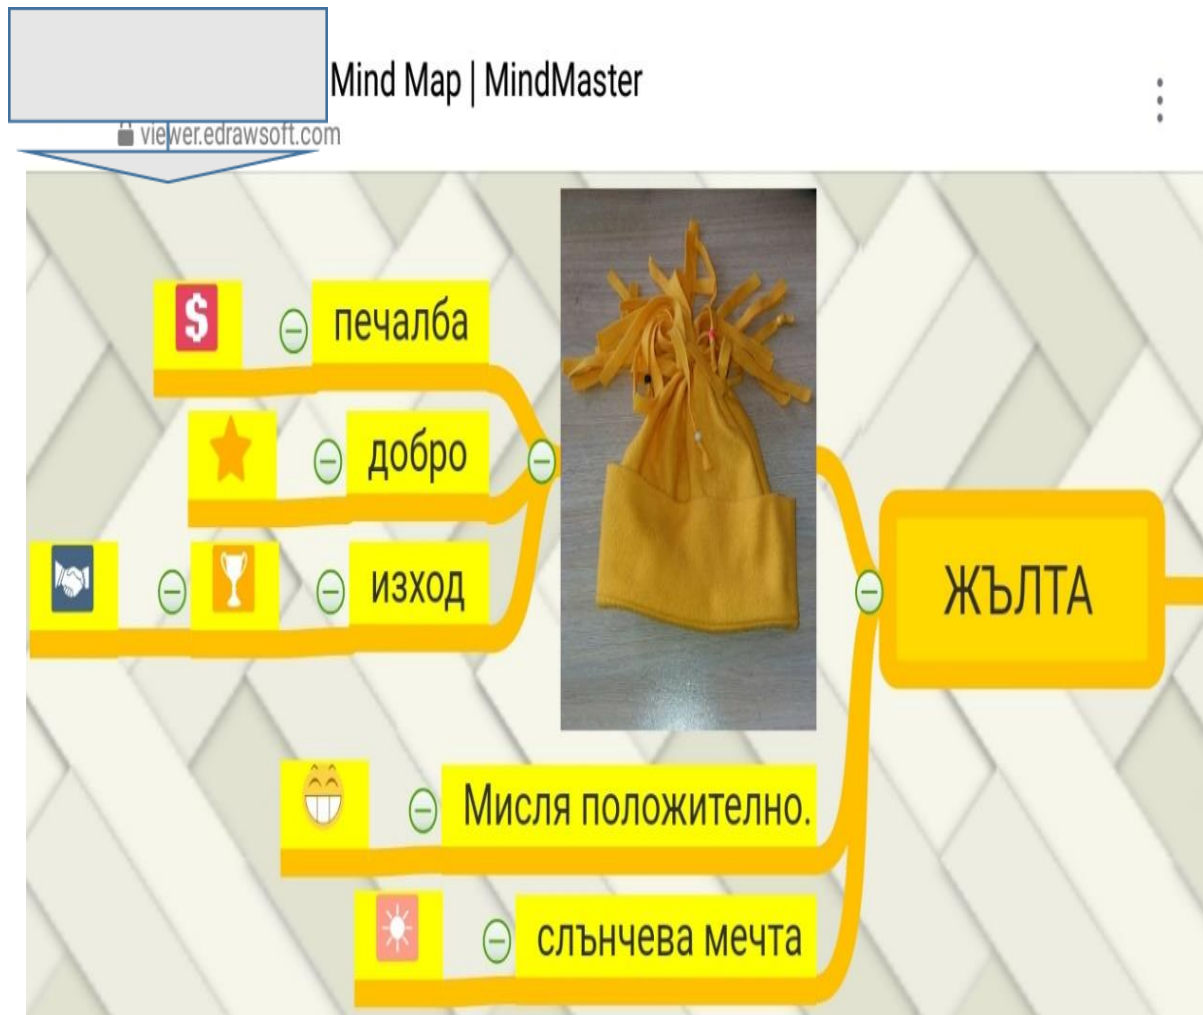 Mind Map | MindMaster
viewer.edrawsoft.com
$
печалба
добро
изход
ЖЪЛТА
Мисля положително.
слънчева мечта